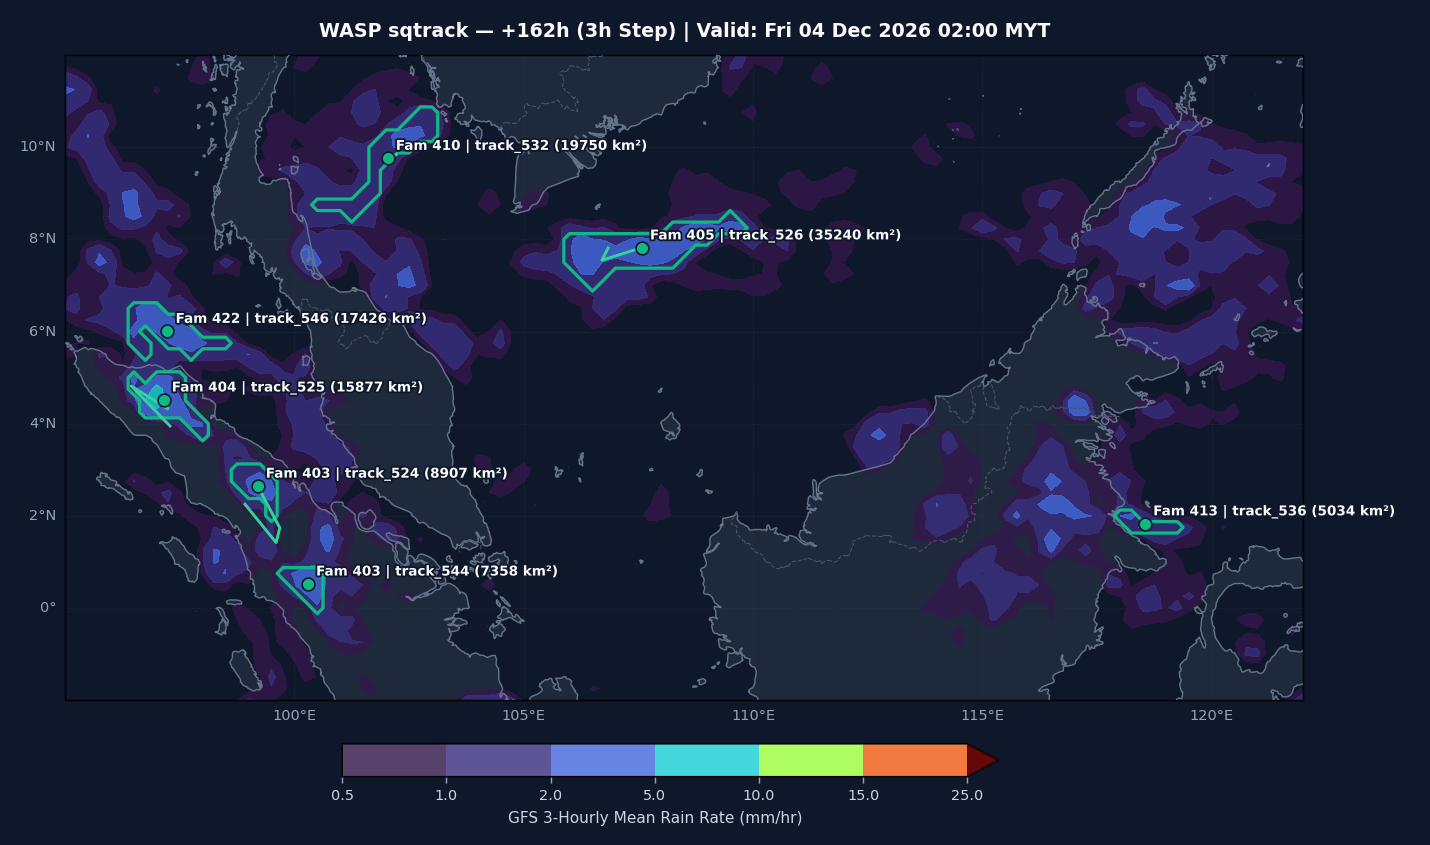 WASP sqtrack — +162h (3h Step) | Valid: Fri 04 Dec 2026 02:00 MYT
10°N
8°N
6°N
4°N
2°N
0°
Fam 410 | track_532 (19750 km²)
Fam 405 | track_526 (35240 km²)
Fam 422 | track_546 (17426 km²)
Fam 404 | track_525 (15877 km²)
Fam 403 | track_524 (8907 km²)
Fam 413 | track_536 (5034 km²)
Fam 403 | track_544 (7358 km²)
100°E 105°E 110°E 115°E 120°E
0.5 1.0 2.0 5.0 10.0 15.0 25.0
GFS 3-Hourly Mean Rain Rate (mm/hr)